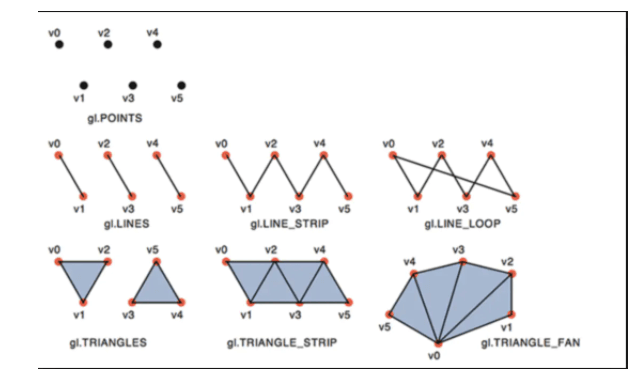 v0 v2 v4
v1 v3 v5
gl.POINTS
v0 v2 v4 v0 v2 v4 v0 v2 v4
v1 v3 v5 v1 v3 v5 v1 v3 v5
gl.LINES gl.LINE_STRIP gl.LINE_LOOP
v0 v2 v5 v0 v2 v4 v4 v3 v2
v1 v3 v4 v1 v3 v5 v5 v1
v0
gl.TRIANGLES gl.TRIANGLE_STRIP gl.TRIANGLE_FAN